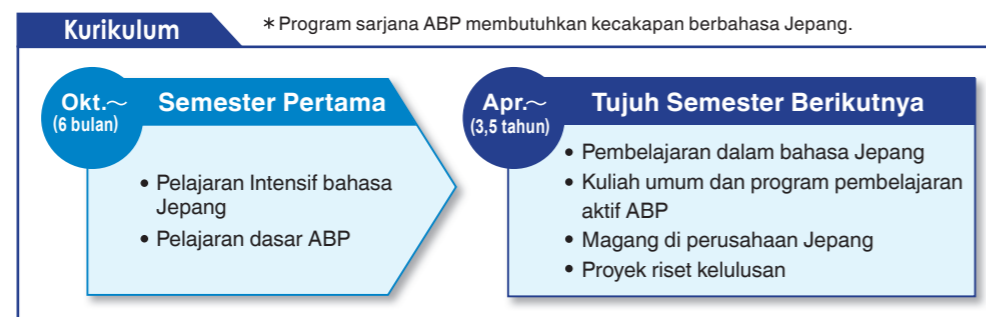 Kurikulum
*Program sarjana ABP membutuhkan kecakapan berbahasa Jepang.
Okt.～
(6 bulan)
Semester Pertama
• Pelajaran Intensif bahasa
Jepang
• Pelajaran dasar ABP
Apr.～
(3,5 tahun)
Tujuh Semester Berikutnya
• Pembelajaran dalam bahasa Jepang
• Kuliah umum dan program pembelajaran
aktif ABP
• Magang di perusahaan Jepang
• Proyek riset kelulusan